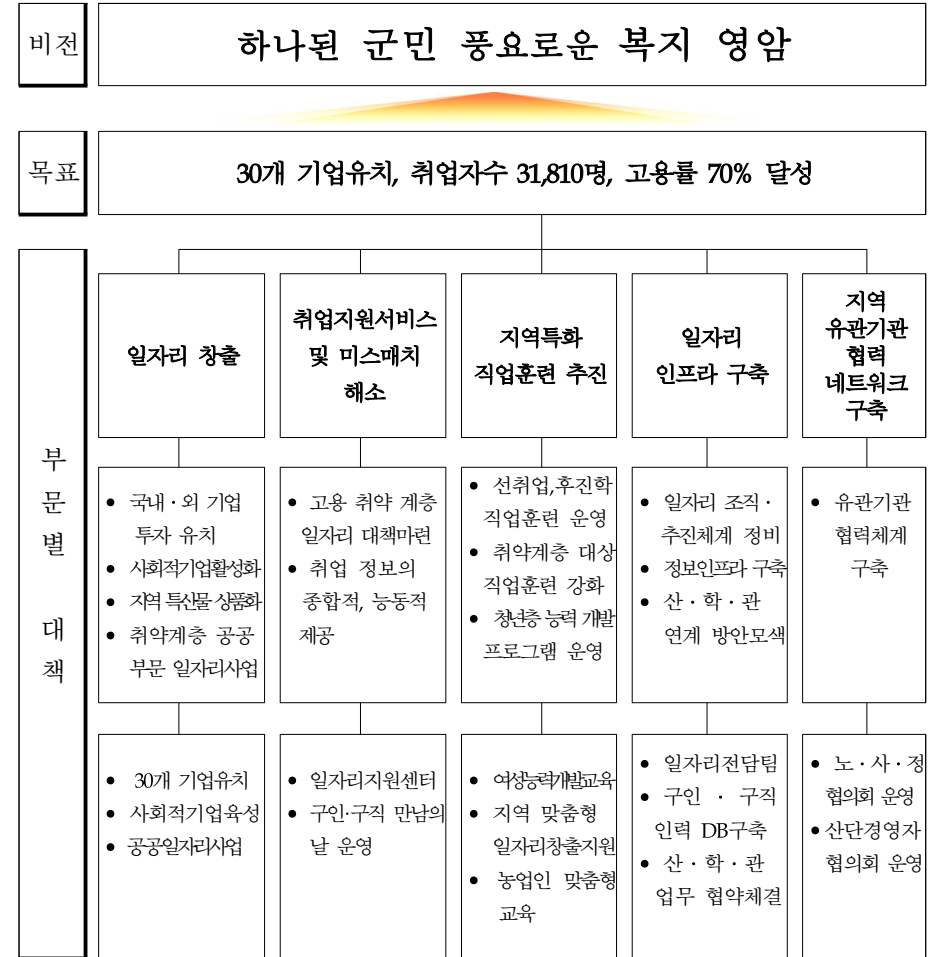 비전
하나된 군민 풍요로운 복지 영암
목표
30개 기업유치, 취업자수 31,810명, 고용률 70% 달성
부
문
별
대
책
일자리 창출
취업지원서비스
및 미스매치
해소
지역특화
직업훈련 추진
일자리
인프라 구축
지역
유관기관
협력
네트워크
구축
• 국내·외 기업
투자 유치
• 사회적기업활성화
• 지역 특산물 상품화
• 취약계층 공공
부문 일자리사업
• 고용 취약 계층
일자리 대책마련
• 취업 정보의
종합적, 능동적
제공
• 선취업,후진학
직업훈련 운영
• 취약계층 대상
직업훈련 강화
• 청년층 능력 개발
프로그램 운영
• 일자리 조직·
추진체계 정비
• 정보인프라 구축
• 산·학·관
연계 방안모색
• 유관기관
협력체계
구축
• 30개 기업유치
• 사회적기업육성
• 공공일자리사업
• 일자리지원센터
• 구인·구직 만남의
날 운영
• 여성능력개발교육
• 지역 맞춤형
일자리창출지원
• 농업인 맞춤형
교육
• 일자리전담팀
• 구인 · 구직
인력 DB구축
• 산·학·관
업무 협약체결
• 노·사·정
협의회 운영
• 산단경영자
협의회 운영